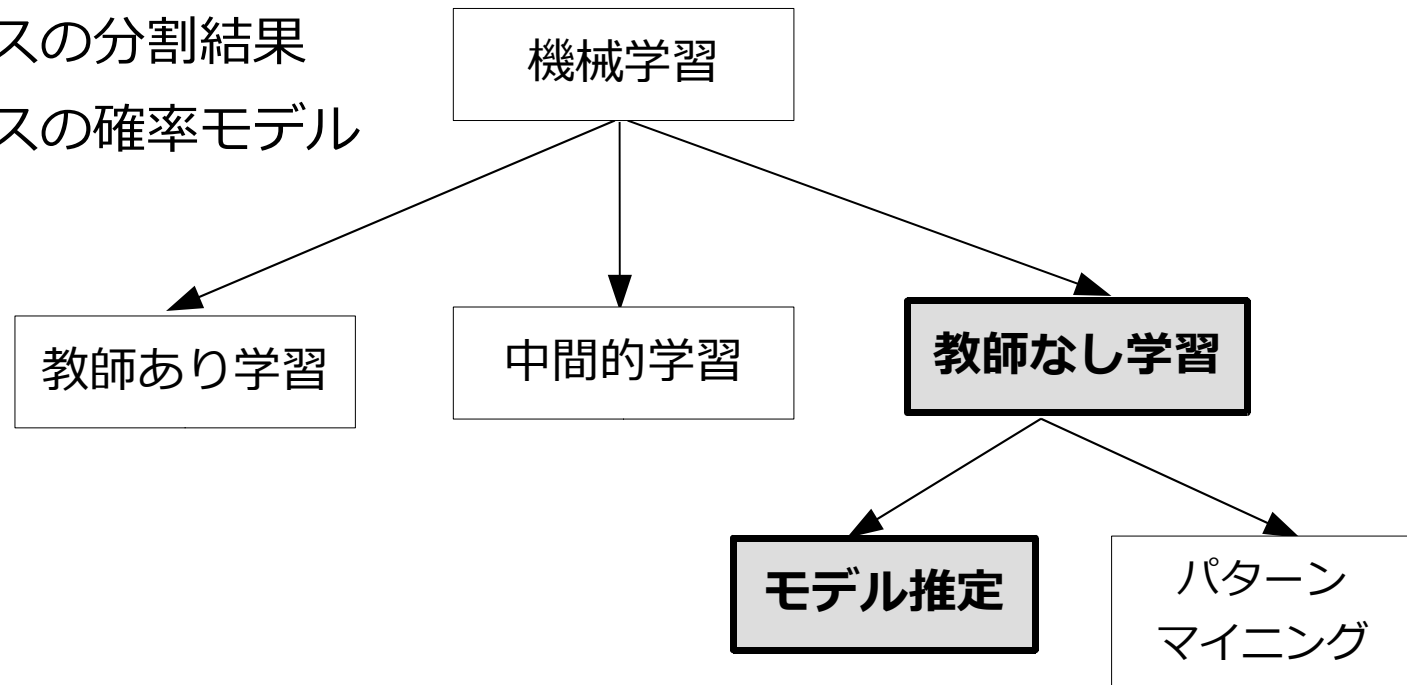 スの分割結果
スの確率モデル
機械学習
教師あり学習
中間的学習
教師なし学習
モデル推定
パターン
マイニング